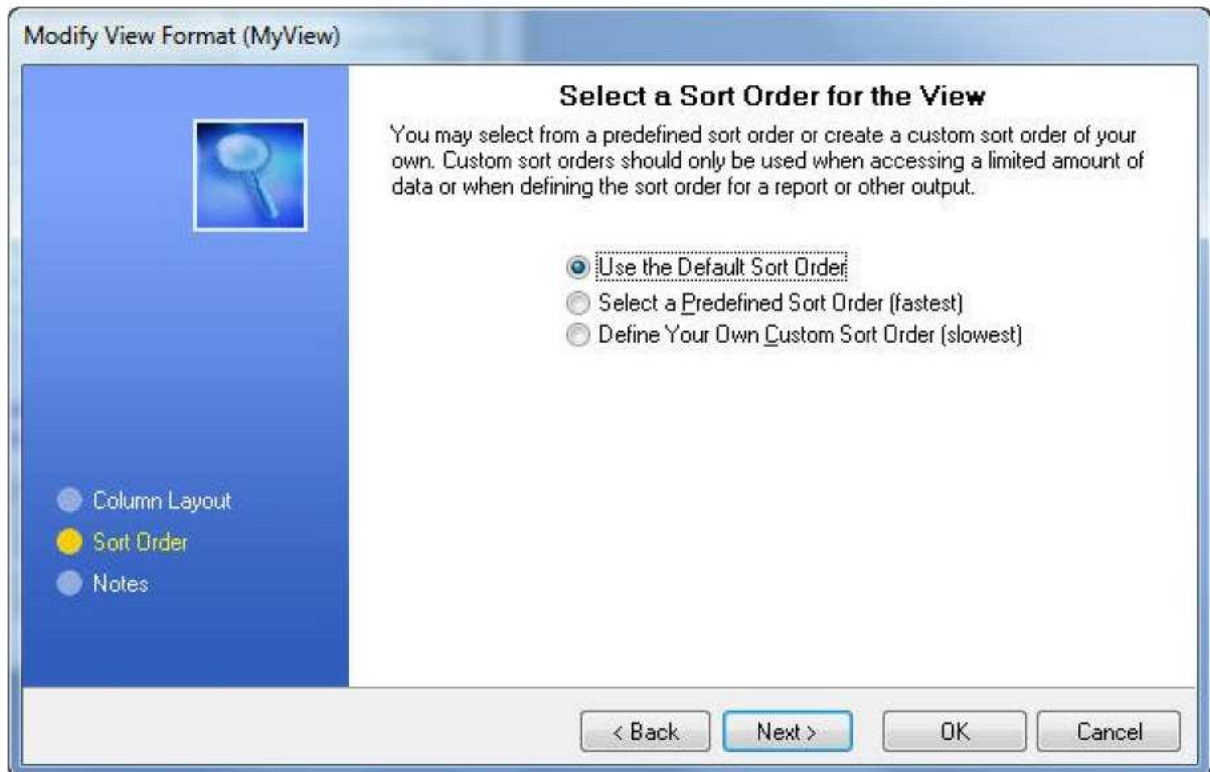 Modify View Format (MyView)
Select a Sort Order for the View
You may select from a predefined sort order or create a custom sort order of your
own. Custom sort orders should only be used when accessing a limited amount of
data or when defining the sort order for a report or other output.
Use the Default Sort Order
Select a Predefined Sort Order (fastest)
Define Your Own Custom Sort Order (slowest)
Column Layout
Sort Order
Notes
< Back
Next >
OK
Cancel